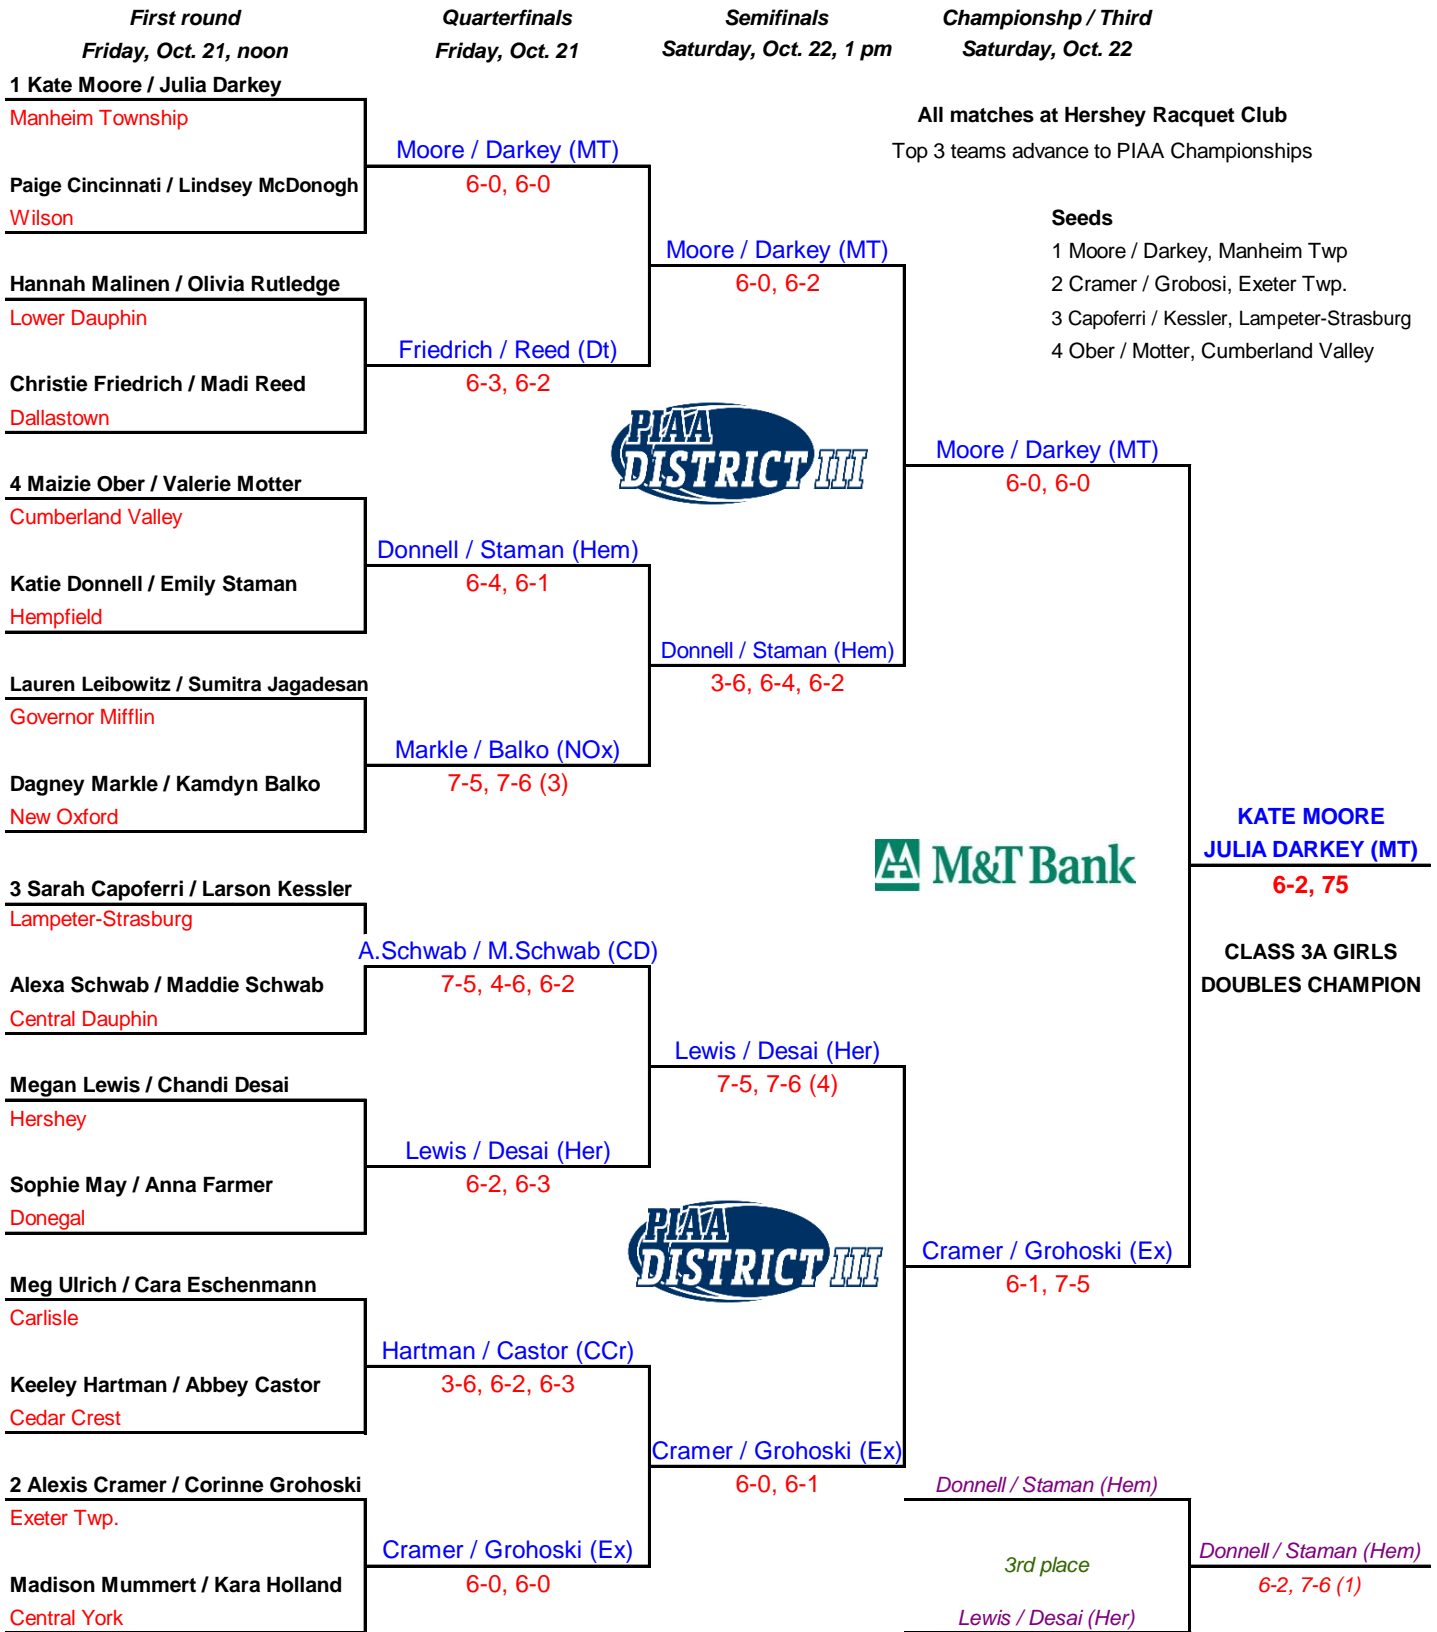 First round
Quarterfinals
Semifinals
Championshp / Third
Friday, Oct. 21, noon
Friday, Oct. 21
Saturday, Oct. 22, 1 pm
Saturday, Oct. 22
1 Kate Moore / Julia Darkey
Manheim Township
Paige Cincinnati / Lindsey McDonogh
Wilson
Hannah Malinen / Olivia Rutledge
Lower Dauphin
Christie Friedrich / Madi Reed
Dallastown
4 Maizie Ober / Valerie Motter
Cumberland Valley
Katie Donnell / Emily Staman
Hempfield
Lauren Leibowitz / Sumitra Jagadesan
Governor Mifflin
Dagney Markle / Kamdyn Balko
New Oxford
3 Sarah Capoferri / Larson Kessler
Lampeter-Strasburg
Alexa Schwab / Maddie Schwab
Central Dauphin
Megan Lewis / Chandi Desai
Hershey
Sophie May / Anna Farmer
Donegal
Meg Ulrich / Cara Eschenmann
Carlisle
Keeley Hartman / Abbey Castor
Cedar Crest
2 Alexis Cramer / Corinne Grohoski
Exeter Twp.
Madison Mummert / Kara Holland
Central York
Moore / Darkey (MT)
6-0, 6-0
Friedrich / Reed (Dt)
6-3, 6-2
Donnell / Staman (Hem)
6-4, 6-1
Markle / Balko (NOx)
7-5, 7-6 (3)
A.Schwab / M.Schwab (CD)
7-5, 4-6, 6-2
Lewis / Desai (Her)
6-2, 6-3
Hartman / Castor (CCr)
3-6, 6-2, 6-3
Cramer / Grohoski (Ex)
6-0, 6-0
Moore / Darkey (MT)
6-0, 6-2
PIAA
DISTRICT III
Donnell / Staman (Hem)
3-6, 6-4, 6-2
Lewis / Desai (Her)
7-5, 7-6 (4)
PIAA
DISTRICT III
Cramer / Grohoski (Ex)
6-0, 6-1
All matches at Hershey Racquet Club
Top 3 teams advance to PIAA Championships
Seeds
1 Moore / Darkey, Manheim Twp
2 Cramer / Grobosi, Exeter Twp.
3 Capoferri / Kessler, Lampeter-Strasburg
4 Ober / Motter, Cumberland Valley
Moore / Darkey (MT)
6-0, 6-0
M&T Bank
Cramer / Grohoski (Ex)
6-1, 7-5
KATE MOORE
JULIA DARKEY (MT)
6-2, 75
CLASS 3A GIRLS
DOUBLES CHAMPION
Donnell / Staman (Hem)
3rd place
Lewis / Desai (Her)
Donnell / Staman (Hem)
6-2, 7-6 (1)